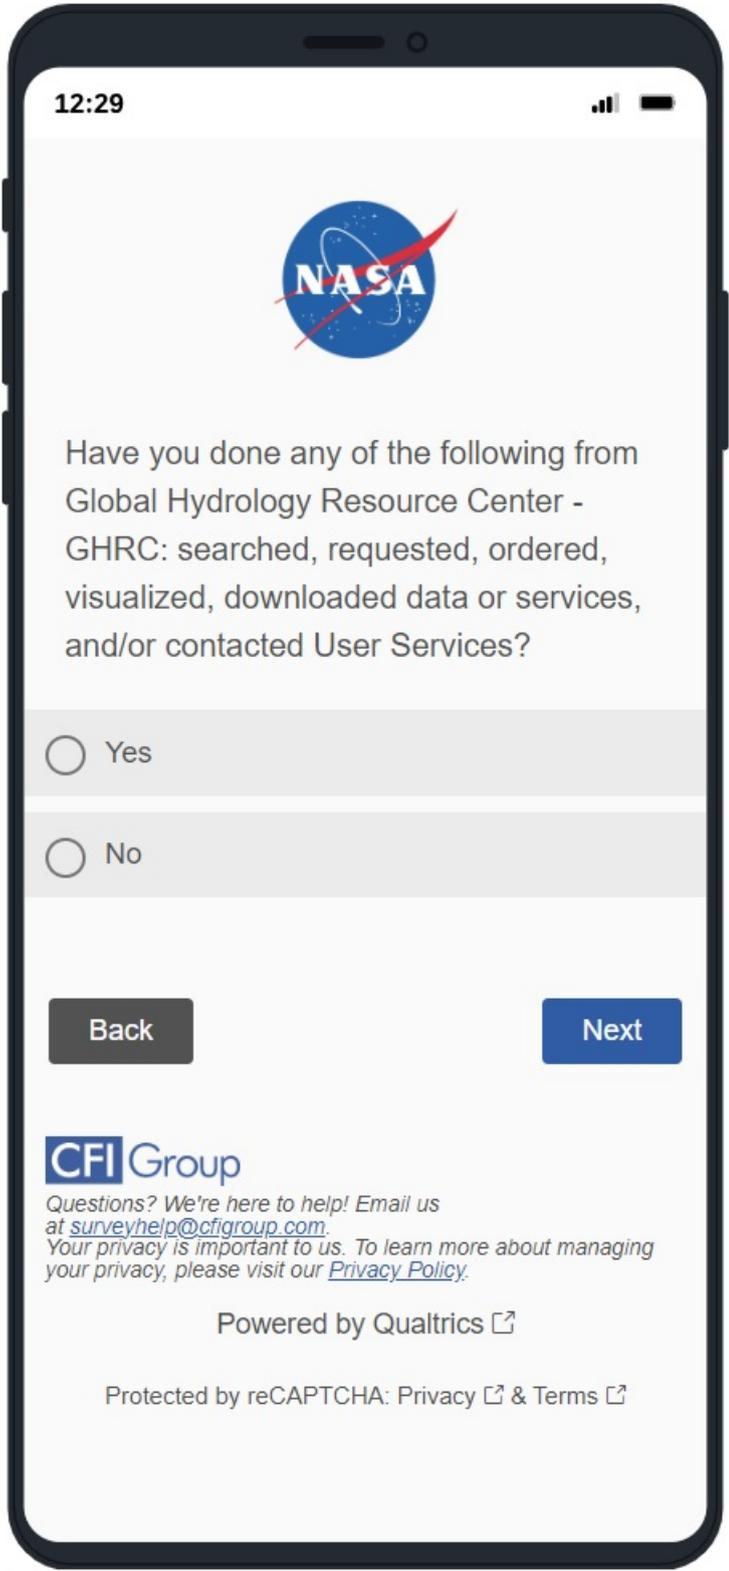 12:29
NASA
Have you done any of the following from
Global Hydrology Resource Center -
GHRC: searched, requested, ordered,
visualized, downloaded data or services,
and/or contacted User Services?
Yes
No
Back
Next
CFI Group
Questions? We're here to help! Email us
at surveyhelp@cfigroup.com.
Your privacy is important to us. To learn more about managing
your privacy, please visit our Privacy Policy.
Powered by Qualtrics
Protected by reCAPTCHA: Privacy & Terms